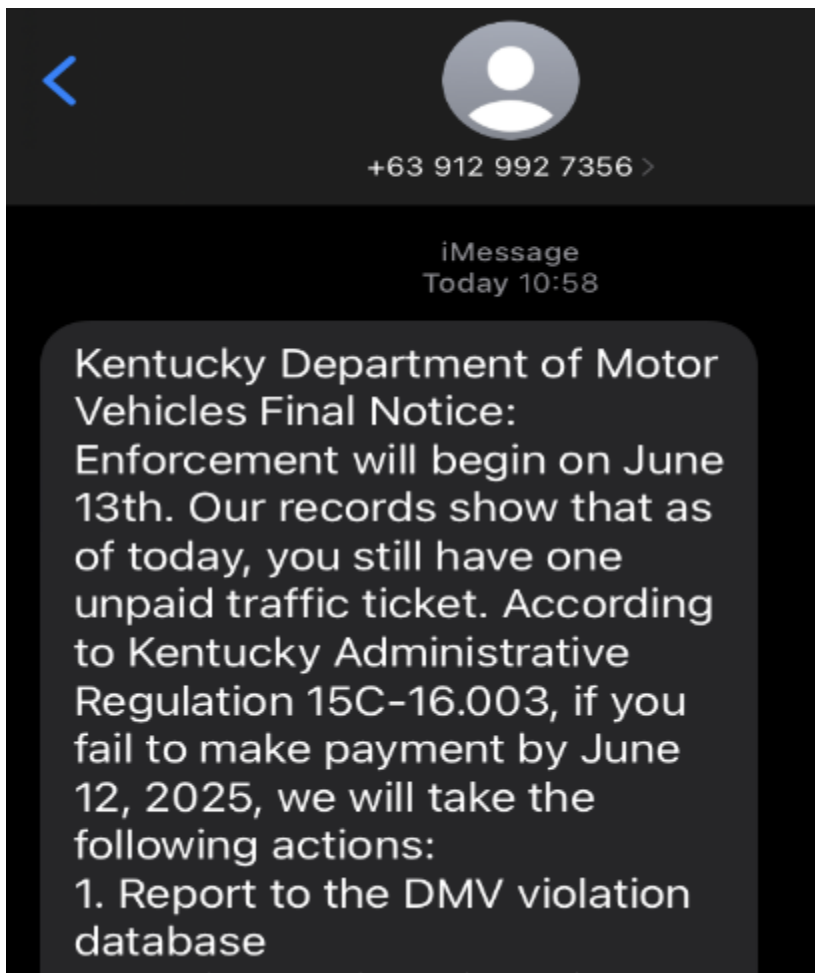 +63 912 992 7356 >
iMessage
Today 10:58
Kentucky Department of Motor
Vehicles Final Notice:
Enforcement will begin on June
13th. Our records show that as
of today, you still have one
unpaid traffic ticket. According
to Kentucky Administrative
Regulation 15C-16.003, if you
fail to make payment by June
12, 2025, we will take the
following actions:
1. Report to the DMV violation
database